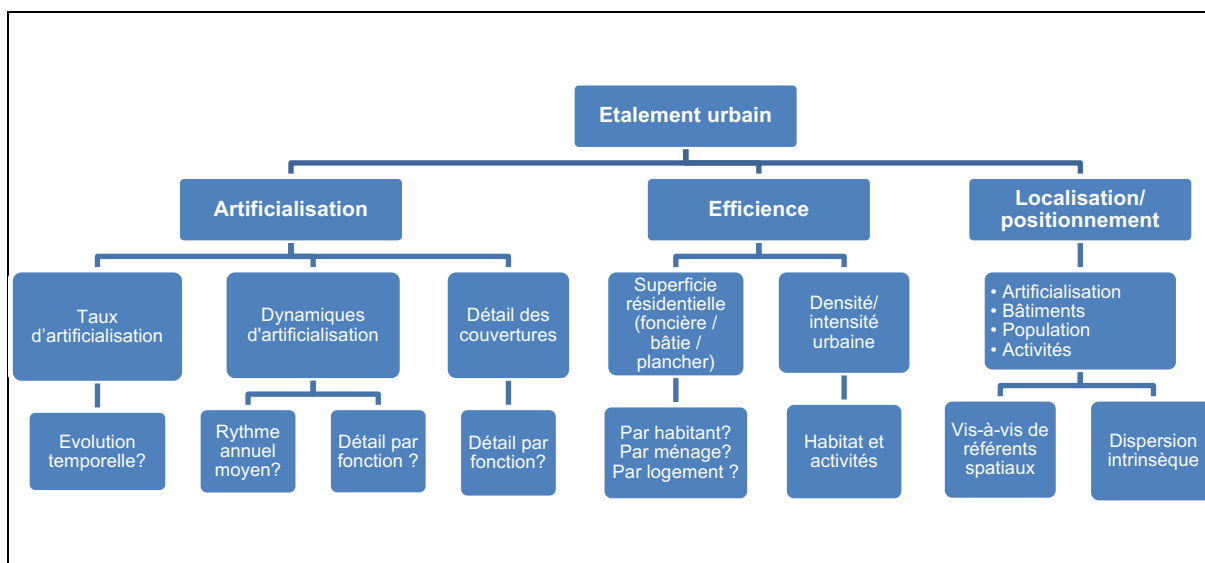 Etalement urbain
Artificialisation
Efficience
Localisation/
positionnement
Taux
d'artificialisation
Dynamiques
d'artificialisation
Détail des
couvertures
Superficie
résidentielle
(foncière /
bâtie /
plancher)
Densité/
intensité
urbaine
• Artificialisation
• Bâtiments
• Population
• Activités
Evolution
temporelle?
Rythme
annuel
moyen?
Détail par
fonction ?
Détail par
fonction?
Par habitant?
Par ménage?
Par logement ?
Habitat et
activités
Vis-à-vis de
référents
spatiaux
Dispersion
intrinsèque